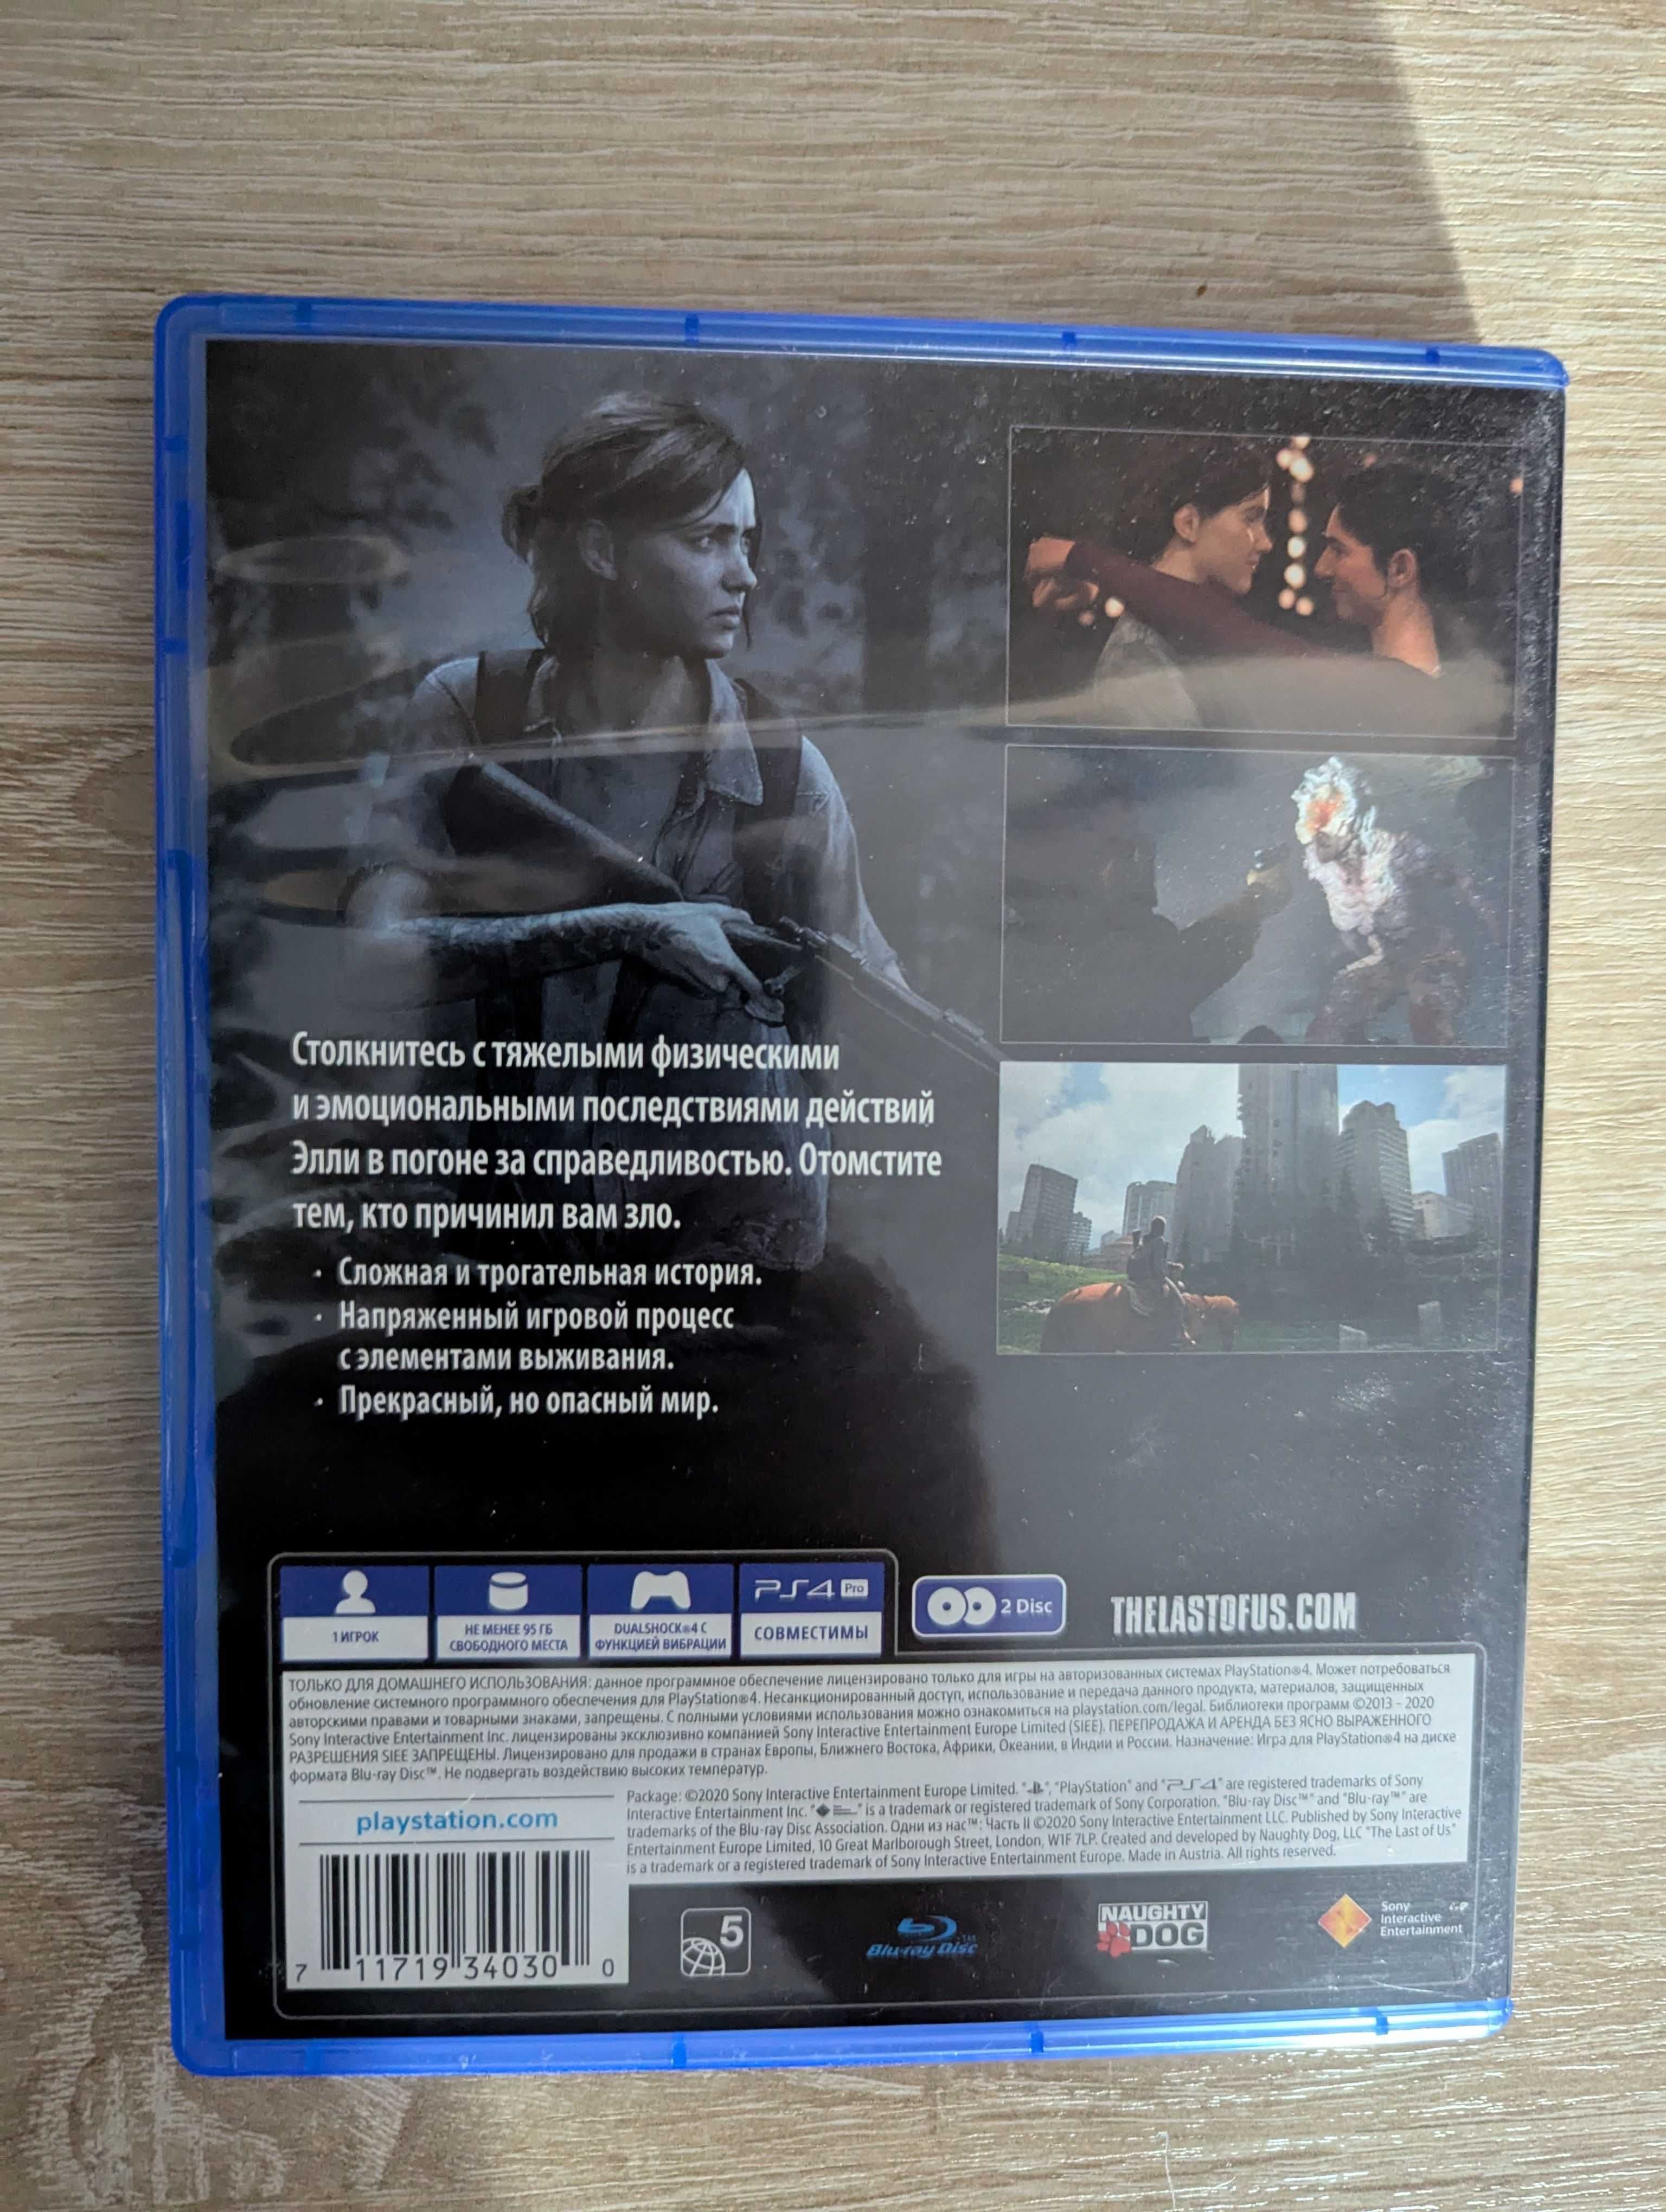 Столкнитесь с тяжелыми физическими
и эмоциональными последствиями действий
Элли в погоне за справедливостью. Отомстите
тем, кто причинил вам зло.
· Сложная и трогательная история.
· Напряженный игровой процесс
с элементами выживания.
· Прекрасный, но опасный мир.
1 ИГРОК
НЕ МЕНЕЕ 95 ГБ
СВОБОДНОГО МЕСТА
DUALSHOCK®4 С
ФУНКЦИЕЙ ВИБРАЦИИ
PS4 Pro
СОВМЕСТИМЫ
2 Disc
THELASTOFUS.COM
ТОЛЬКО ДЛЯ ДОМАШНЕГО ИСПОЛЬЗОВАНИЯ: данное программное обеспечение лицензировано только для игры на авторизованных системах PlayStation®4. Может потребоваться
обновление системного программного обеспечения для PlayStation®4. Несанкционированный доступ, использование и передача данного продукта, материалов, защищенных
авторскими правами и товарными знаками, запрещены. С полными условиями использования можно ознакомиться на playstation.com/legal. Библиотеки программ ©2013 - 2020
Sony Interactive Entertainment Inc. лицензированы эксклюзивно компанией Sony Interactive Entertainment Europe Limited (SIEE). ПЕРЕПРОДАЖА И АРЕНДА БЕЗ ЯСНО ВЫРАЖЕННОГО
РАЗРЕШЕНИЯ SIEE ЗАПРЕЩЕНЫ. Лицензировано для продажи в странах Европы, Ближнего Востока, Африки, Океании, в Индии и России. Назначение: Игра для PlayStation®4 на диске
формата Blu-ray Disc™. Не подвергать воздействию высоких температур.
Package: ©2020 Sony Interactive Entertainment Europe Limited. "", "PlayStation" and "PS4" are registered trademarks of Sony
Interactive Entertainment Inc. "" is a trademark or registered trademark of Sony Corporation. "Blu-ray Disc™" and "Blu-ray™" are
trademarks of the Blu-ray Disc Association. Одни из нас™: Часть II ©2020 Sony Interactive Entertainment LLC. Published by Sony Interactive
Entertainment Europe Limited, 10 Great Marlborough Street, London, W1F 7LP. Created and developed by Naughty Dog, LLC "The Last of Us"
is a trademark or a registered trademark of Sony Interactive Entertainment Europe. Made in Austria. All rights reserved.
playstation.com
7 11719 34030 0
5
Blu-ray Disc
NAUGHTY
DOG
Sony
Interactive
Entertainment